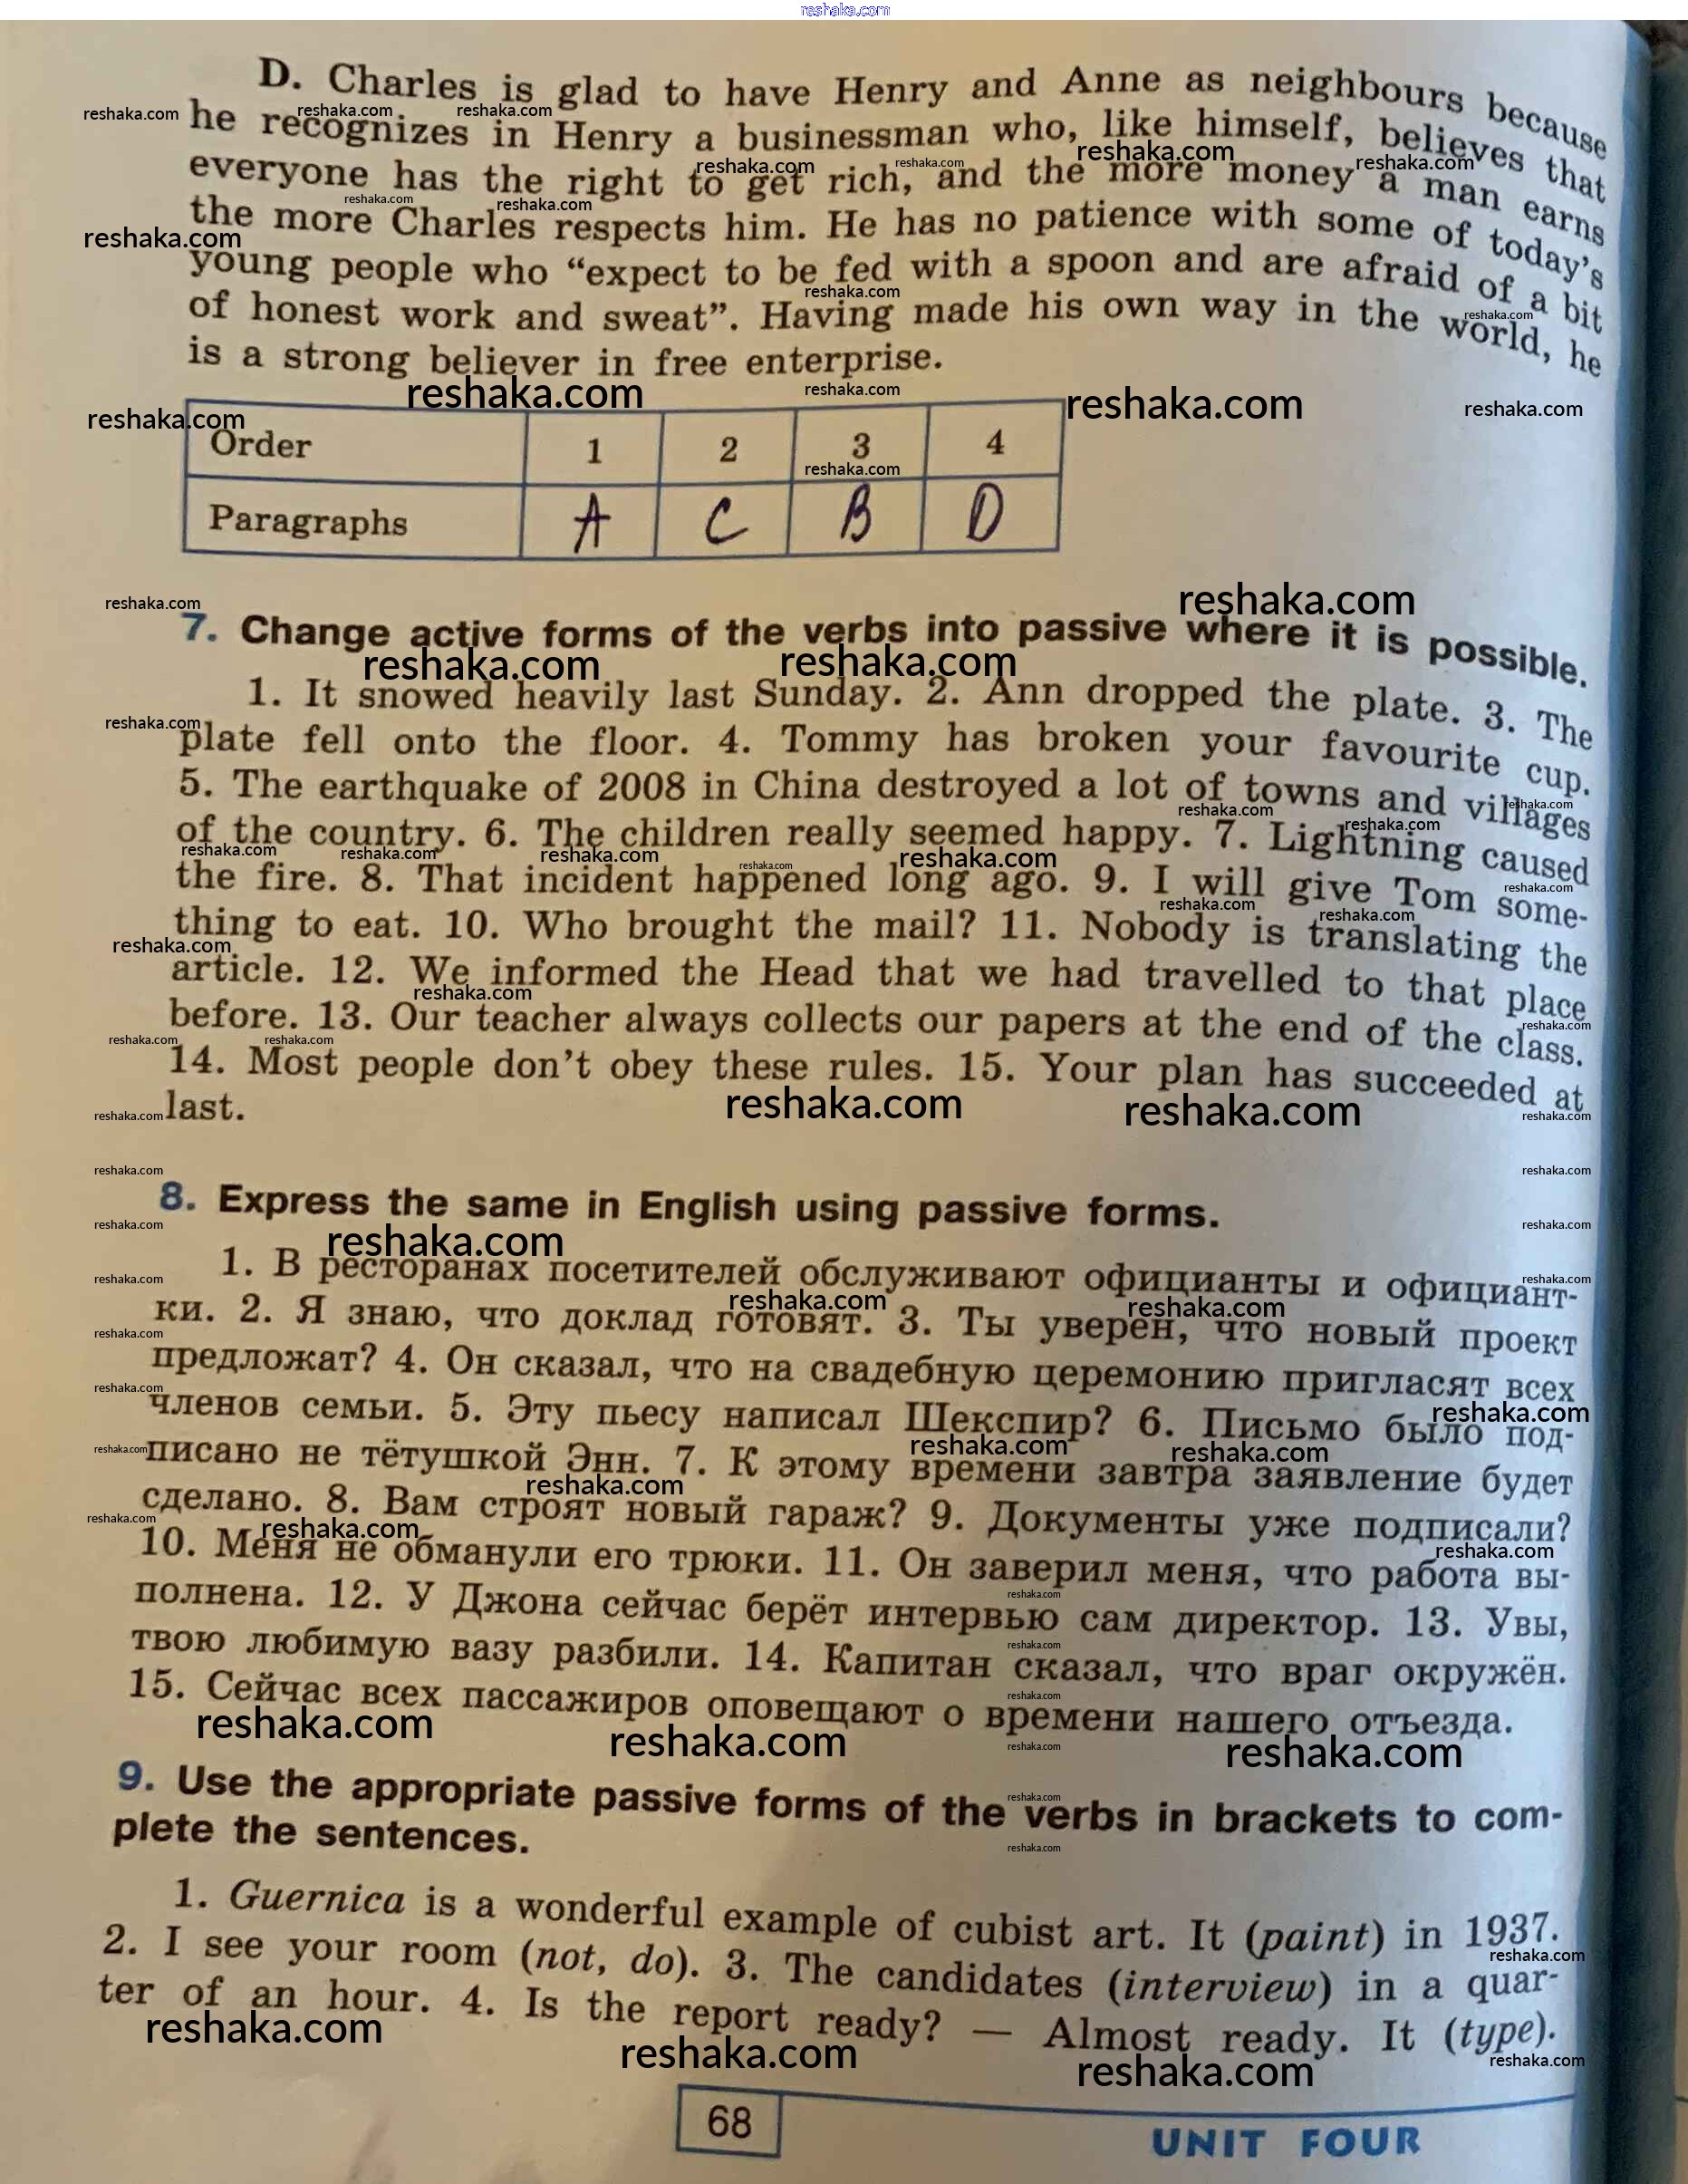 reshaka.com
D. Charles is glad to have Henry and Anne as neighbours because
he recognizes in Henry a businessman who, like himself, believes that
everyone has the right to get rich, and the more money a man earns
the more Charles respects him. He has no patience with some of today's
young people who “expect to be fed with a spoon and are afraid of a bit
of honest work and sweat”. Having made his own way in the world, he
is a strong believer in free enterprise.
Order 1 2 3 4
Paragraphs A C B D
7. Change active forms of the verbs into passive where it is possible.
1. It snowed heavily last Sunday. 2. Ann dropped the plate. 3. The
plate fell onto the floor. 4. Tommy has broken your favourite cup.
5. The earthquake of 2008 in China destroyed a lot of towns and villages
of the country. 6. The children really seemed happy. 7. Lightning caused
the fire. 8. That incident happened long ago. 9. I will give Tom some-
thing to eat. 10. Who brought the mail? 11. Nobody is translating the
article. 12. We informed the Head that we had travelled to that place
before. 13. Our teacher always collects our papers at the end of the class.
14. Most people don't obey these rules. 15. Your plan has succeeded at
last.
8. Express the same in English using passive forms.
1. В ресторанах посетителей обслуживают официанты и официант-
ки. 2. Я знаю, что доклад готовят. 3. Ты уверен, что новый проект
предложат? 4. Он сказал, что на свадебную церемонию пригласят всех
членов семьи. 5. Эту пьесу написал Шекспир? 6. Письмо было под-
писано не тётушкой Энн. 7. К этому времени завтра заявление будет
сделано. 8. Вам строят новый гараж? 9. Документы уже подписали?
10. Меня не обманули его трюки. 11. Он заверил меня, что работа вы-
полнена. 12. У Джона сейчас берёт интервью сам директор. 13. Увы,
твою любимую вазу разбили. 14. Капитан сказал, что враг окружён.
15. Сейчас всех пассажиров оповещают о времени нашего отъезда.
9. Use the appropriate passive forms of the verbs in brackets to com-
plete the sentences.
1. Guernica is a wonderful example of cubist art. It (paint) in 1937.
2. I see your room (not, do). 3. The candidates (interview) in a quar-
ter of an hour. 4. Is the report ready? — Almost ready. It (type).
68
UNIT FOUR